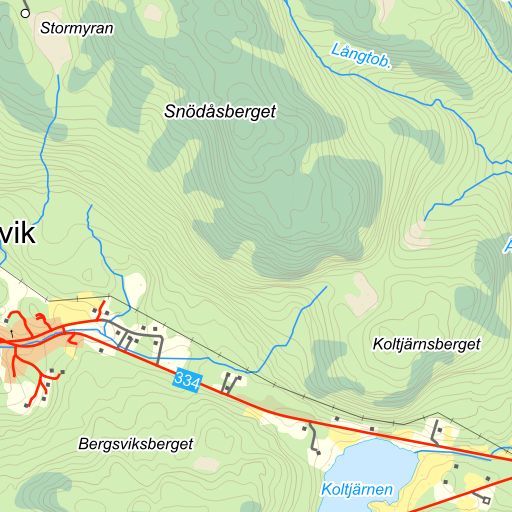 Stormyran
Långtob.
Snödåsberget
vik
Koltjärnsberget
334
Bergsviksberget
Koltjärnen